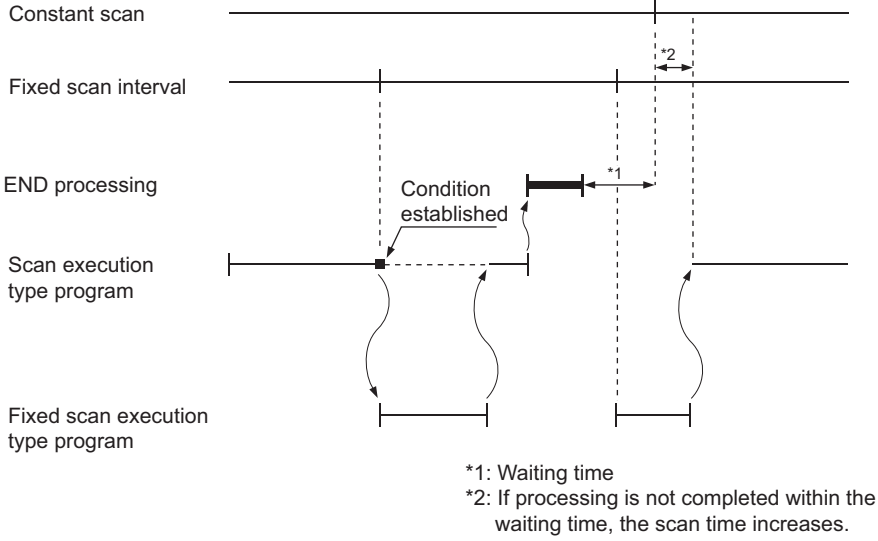 Constant scan
*2
Fixed scan interval
END processing
*1
Condition
established
Scan execution
type program
Fixed scan execution
type program
*1: Waiting time
*2: If processing is not completed within the
waiting time, the scan time increases.